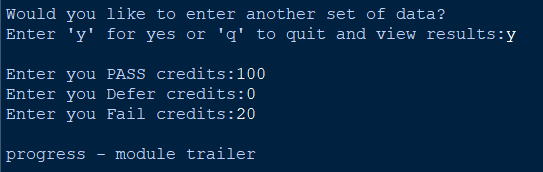 Would you like to enter another set of data?
Enter 'y' for yes or 'q' to quit and view results:y
Enter you PASS credits:100
Enter you Defer credits:0
Enter you Fail credits:20
progress - module trailer